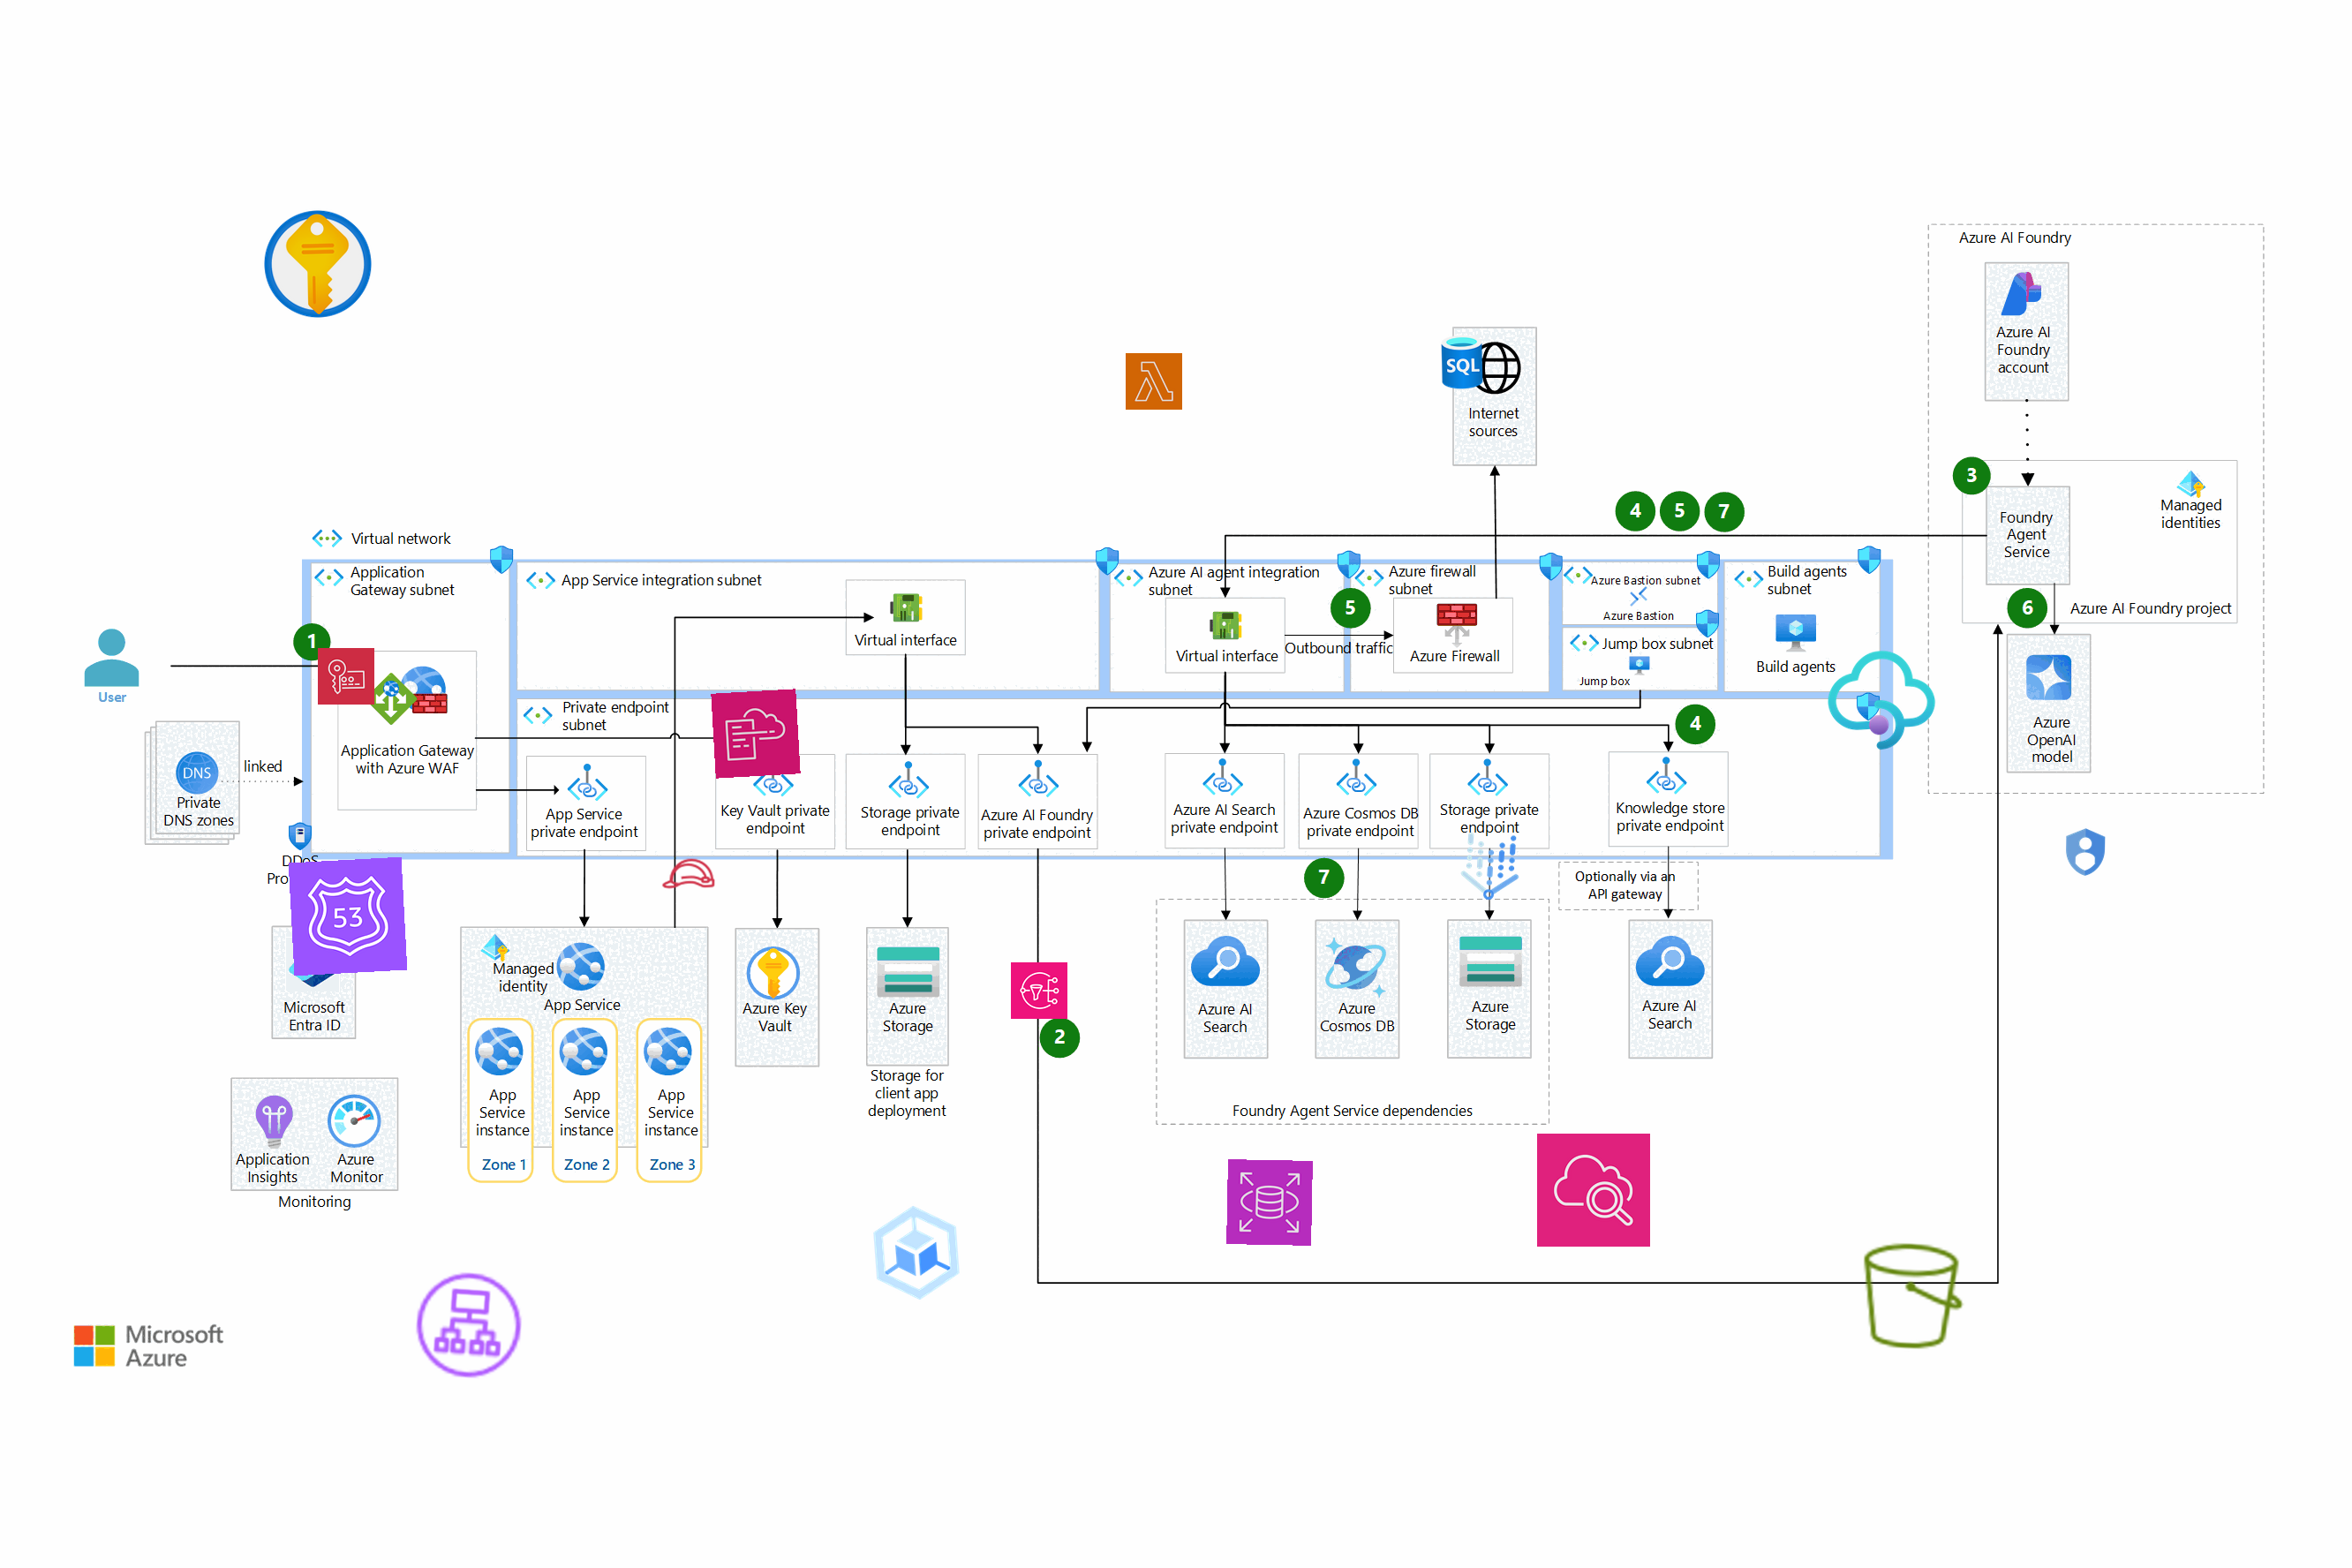 Azure AI Foundry
Azure AI
Foundry
account
SQL
Internet
sources
3
Managed
identities
4
5
7
Foundry
Agent
Service
Virtual network
Application
Gateway subnet
App Service integration subnet
Azure AI agent integration
subnet
Azure firewall
subnet
Azure Bastion subnet
Azure Bastion
Build agents
subnet
5
6
Azure AI Foundry project
1
Virtual interface
Virtual interface
Outbound traffic
Azure Firewall
Jump box subnet
Jump box
Build agents
User
Private endpoint
subnet
4
Azure
OpenAI
model
Application Gateway
with Azure WAF
linked
DNS
Private
DNS zones
App Service
private endpoint
Key Vault private
endpoint
Storage private
endpoint
Azure AI Foundry
private endpoint
Azure AI Search
private endpoint
Azure Cosmos DB
private endpoint
Storage private
endpoint
Knowledge store
private endpoint
DDoS
Pro
7
Optionally via an
API gateway
53
Microsoft
Entra ID
Managed
identity
App Service
Azure Key
Vault
Azure
Storage
Storage for
client app
deployment
2
Azure AI
Search
Azure
Cosmos DB
Azure
Storage
Azure AI
Search
App
Service
instance
App
Service
instance
App
Service
instance
Zone 1
Zone 2
Zone 3
Foundry Agent Service dependencies
Application
Insights
Azure
Monitor
Monitoring
Microsoft
Azure